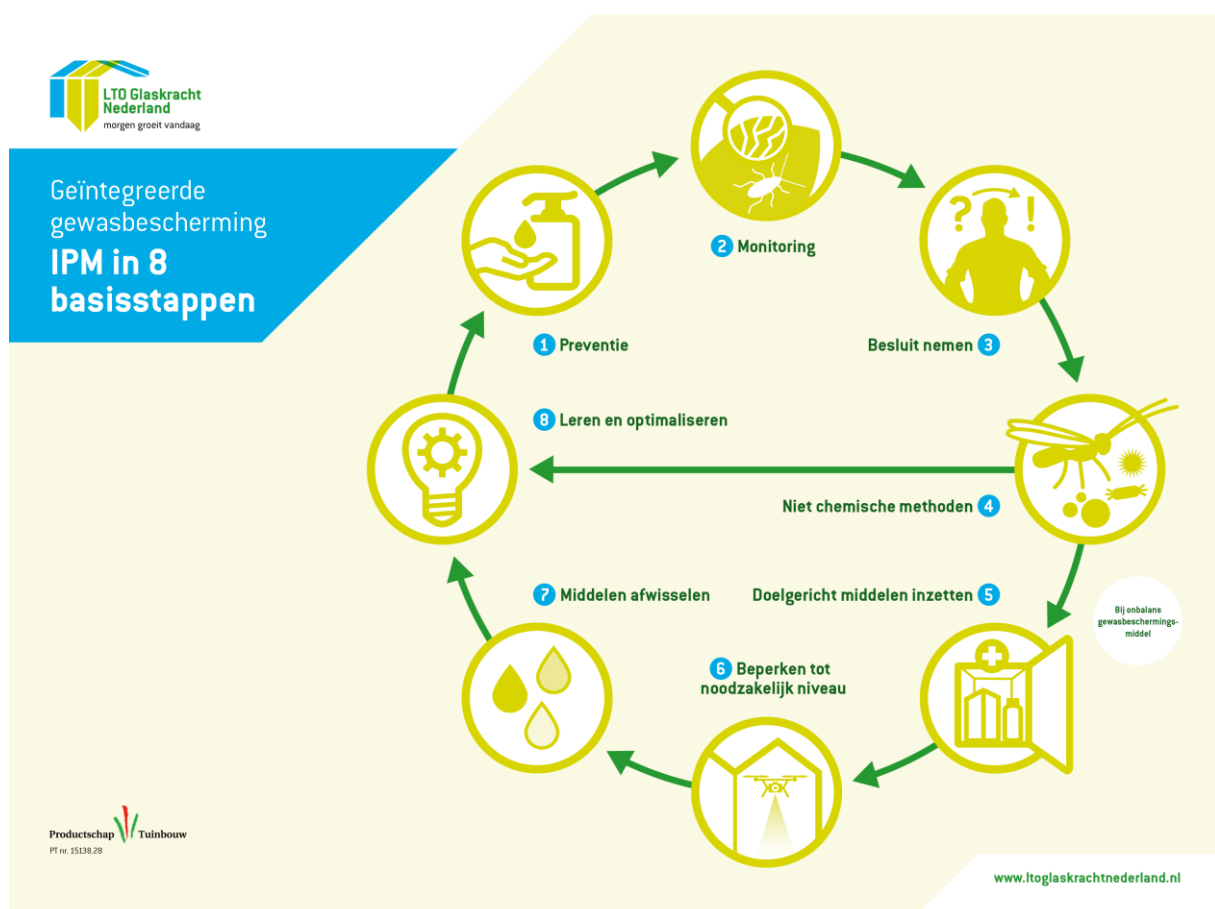 LTO Glaskracht
Nederland
morgen groeit vandaag
Geïntegreerde
gewasbescherming
IPM in 8
basisstappen
1 Preventie
2 Monitoring
? !
Besluit nemen 3
Niet chemische methoden 4
Bij onbalans
gewasbeschermings-
middel
Doelgericht middelen inzetten 5
6 Beperken tot
noodzakelijk niveau
7 Middelen afwisselen
8 Leren en optimaliseren
Productschap Tuinbouw
PT nr. 15138.28
www.ltoglaskrachtnederland.nl